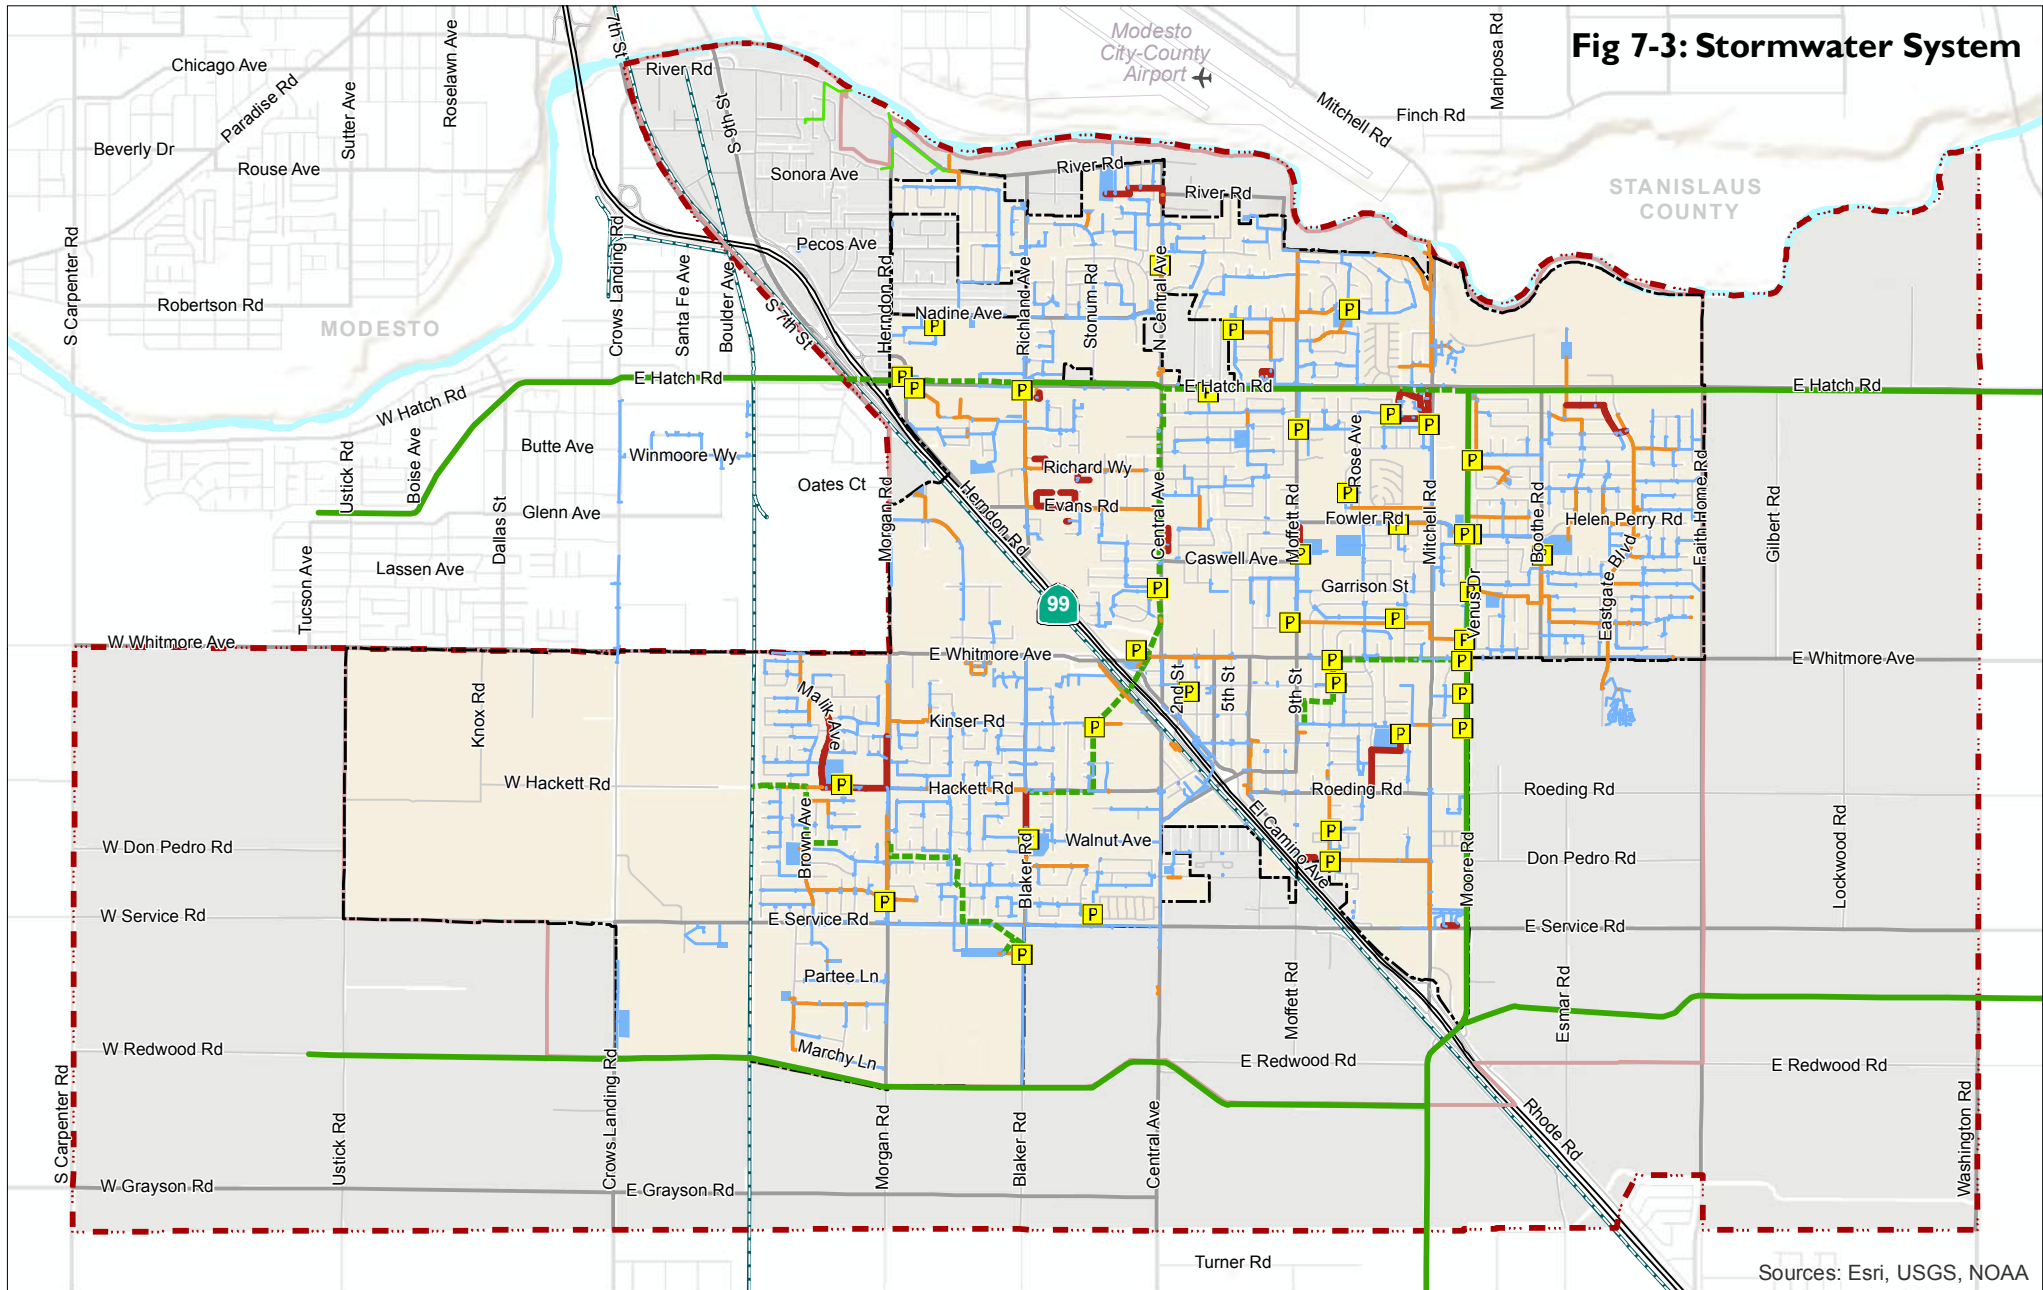 Fig 7-3: Stormwater System
Modesto
City-County
Airport
7th St
River Rd
Chicago Ave
Paradise Rd
Sutter Ave
Roselawn Ave
S 9th St
Mitchell Rd
Finch Rd
Mariposa Rd
Beverly Dr
Rouse Ave
Sonora Ave
River Rd
River Rd
STANISLAUS
COUNTY
S Carpenter Rd
Crows Landing Rd
Pecos Ave
Santa Fe Ave
Boulder Ave
S 7th St
Herndon Rd
Richland Ave
Stonum Rd
N Central Ave
Robertson Rd
MODESTO
Nadine Ave
P
P
P
P
E Hatch Rd
E Hatch Rd
E Hatch Rd
P
P
P
P
W Hatch Rd
P
P
P
Ustick Rd
Boise Ave
Butte Ave
Winmoore Wy
Oates Ct
Richard Wy
Rose Ave
P
P
Dallas St
Glenn Ave
Morgan Rd
Herndon Rd
Evans Rd
Central Ave
Moffett Rd
Fowler Rd
P
Mitchell Rd
P
Boothe Rd
Helen Perry Rd
Faith Home Rd
Gilbert Rd
Tucson Ave
Lassen Ave
Caswell Ave
P
P
Eastgate Blvd
99
P
Garrison St
P
Venus Dr
P
P
P
W Whitmore Ave
E Whitmore Ave
P
P
P
E Whitmore Ave
Knox Rd
Malik Ave
Kinser Rd
P
2nd St
P
5th St
9th St
P
P
P
P
W Hackett Rd
P
Hackett Rd
Roeding Rd
Roeding Rd
Brown Ave
Blaker Rd
P
Walnut Ave
El Camino Ave
P
P
Moore Rd
Don Pedro Rd
Lockwood Rd
W Don Pedro Rd
W Service Rd
E Service Rd
P
P
P
E Service Rd
Partee Ln
Moffett Rd
Esmar Rd
W Redwood Rd
Marchy Ln
E Redwood Rd
E Redwood Rd
S Carpenter Rd
Ustick Rd
Crows Landing Rd
Morgan Rd
Blaker Rd
Central Ave
Rhode Rd
Washington Rd
W Grayson Rd
E Grayson Rd
Turner Rd
Sources: Esri, USGS, NOAA